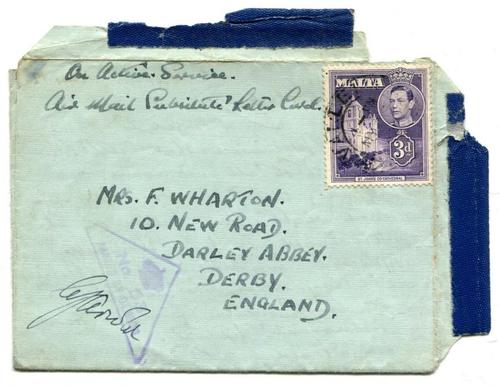 On Active Service.
Air Mail Substitute Letter Card.
MALTA
3d
ST. JOHN'S CO-CATHEDRAL
MRS. F. WHARTON.
10. NEW ROAD.
DARLEY ABBEY.
DERBY.
ENGLAND.
No